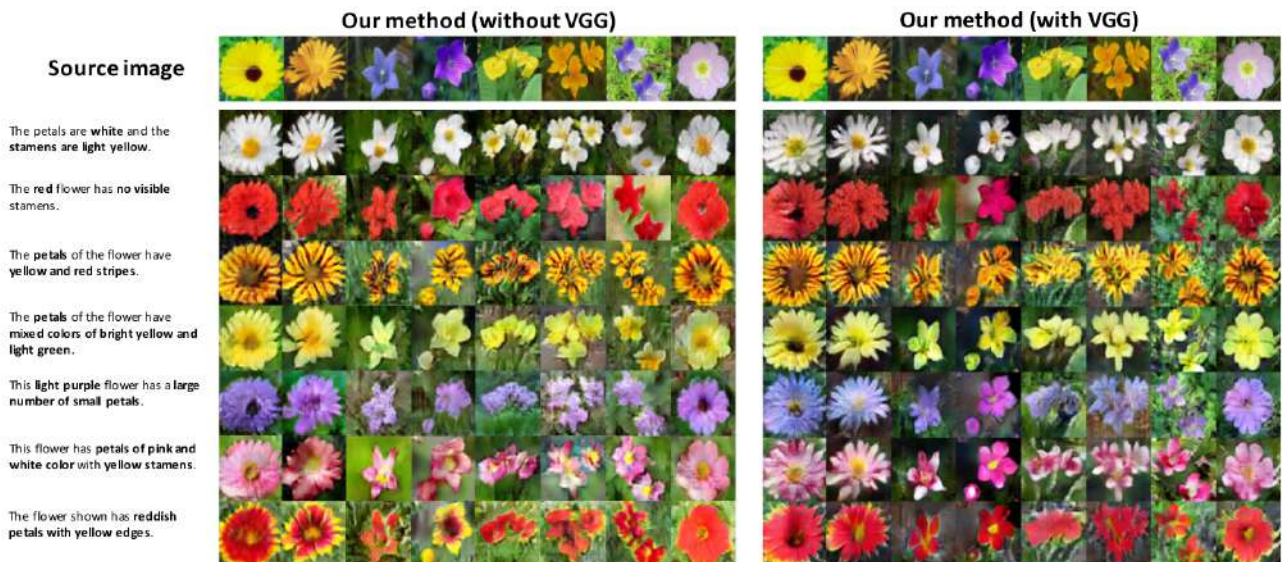 Our method (without VGG)
Our method (with VGG)
Source image
The petals are white and the
stamens are light yellow.
The red flower has no visible
stamens.
The petals of the flower have
yellow and red stripes.
The petals of the flower have
mixed colors of bright yellow and
light green.
This light purple flower has a large
number of small petals.
This flower has petals of pink and
white color with yellow stamens.
The flower shown has reddish
petals with yellow edges.